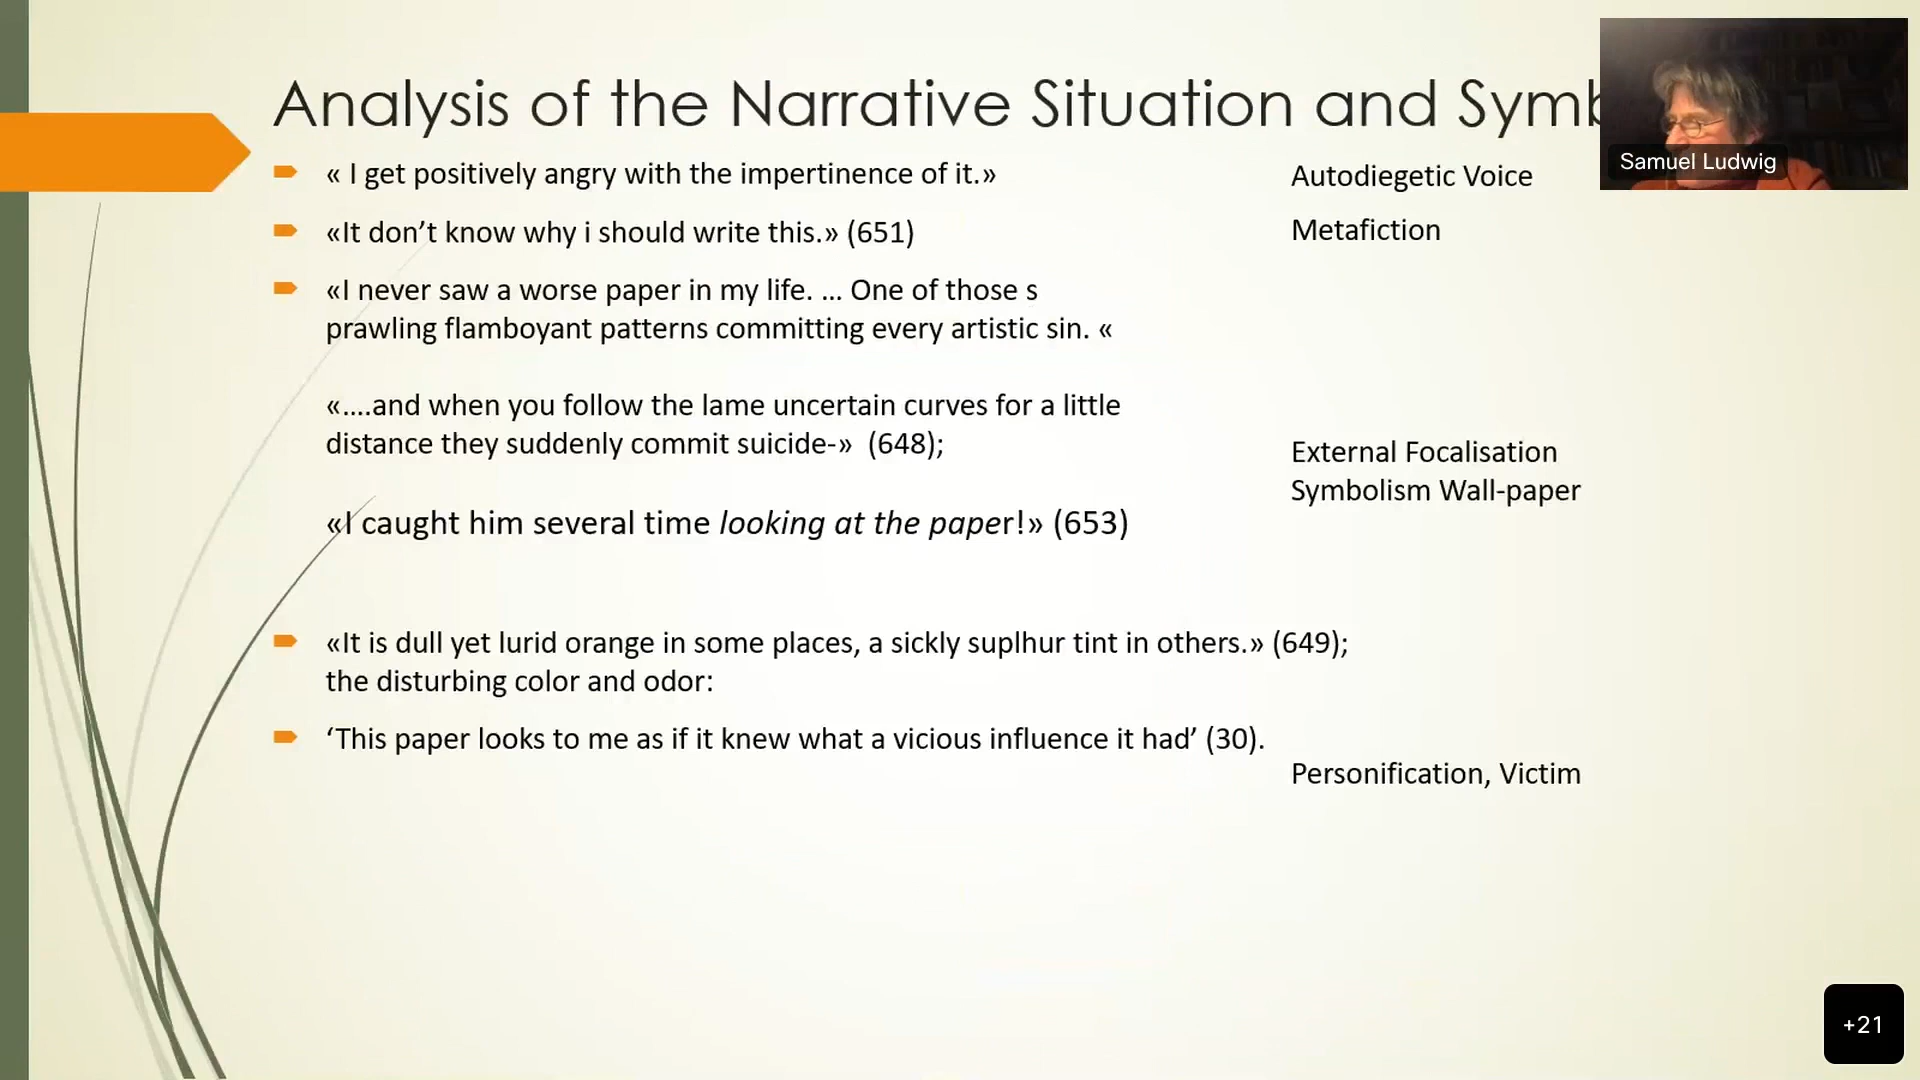 Analysis of the Narrative Situation and Symb
« I get positively angry with the impertinence of it.»
Autodiegetic Voice
«It don’t know why i should write this.» (651)
Metafiction
«I never saw a worse paper in my life. ... One of those s
prawling flamboyant patterns committing every artistic sin. «
«….and when you follow the lame uncertain curves for a little
distance they suddenly commit suicide-» (648);
External Focalisation
Symbolism Wall-paper
«I caught him several time looking at the paper!» (653)
«It is dull yet lurid orange in some places, a sickly suplhur tint in others.» (649);
the disturbing color and odor:
‘This paper looks to me as if it knew what a vicious influence it had’ (30).
Personification, Victim
Samuel Ludwig
+21